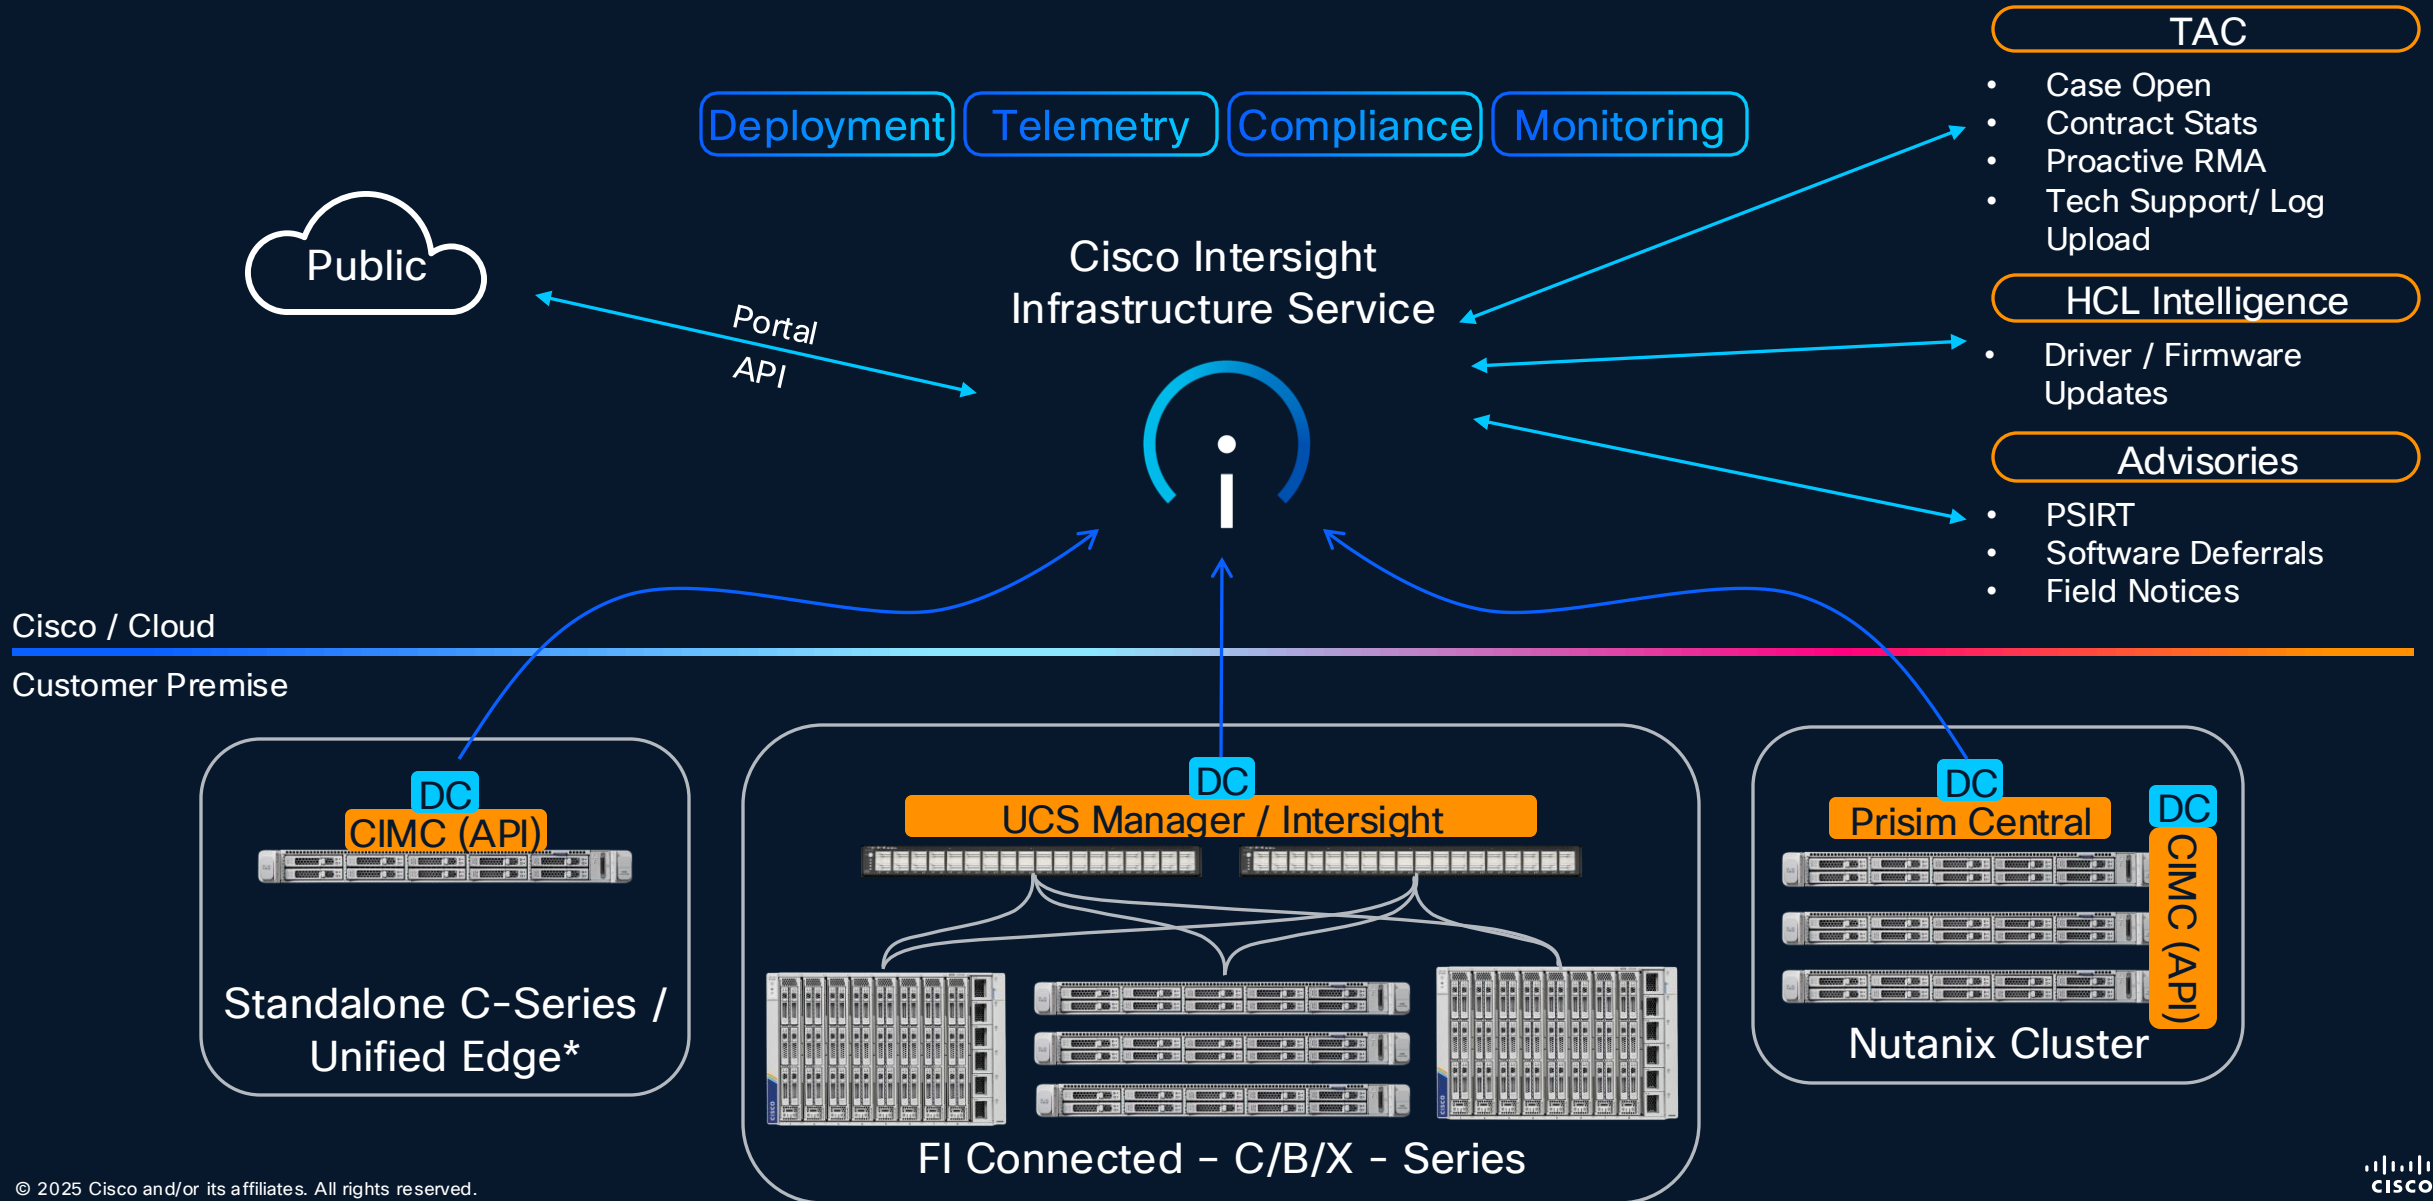 TAC
• Case Open
• Contract Stats
• Proactive RMA
• Tech Support/ Log
Upload
Deployment
Telemetry
Compliance
Monitoring
Public
Portal
API
Cisco Intersight
Infrastructure Service
HCL Intelligence
• Driver / Firmware
Updates
Advisories
• PSIRT
• Software Deferrals
• Field Notices
Cisco / Cloud
Customer Premise
DC
CIMC (API)
Standalone C-Series /
Unified Edge*
DC
UCS Manager / Intersight
CISCO
CISCO
FI Connected – C/B/X - Series
DC
Prisim Central
DC
CIMC (API)
Nutanix Cluster
© 2025 Cisco and/or its affiliates. All rights reserved.
CISCO